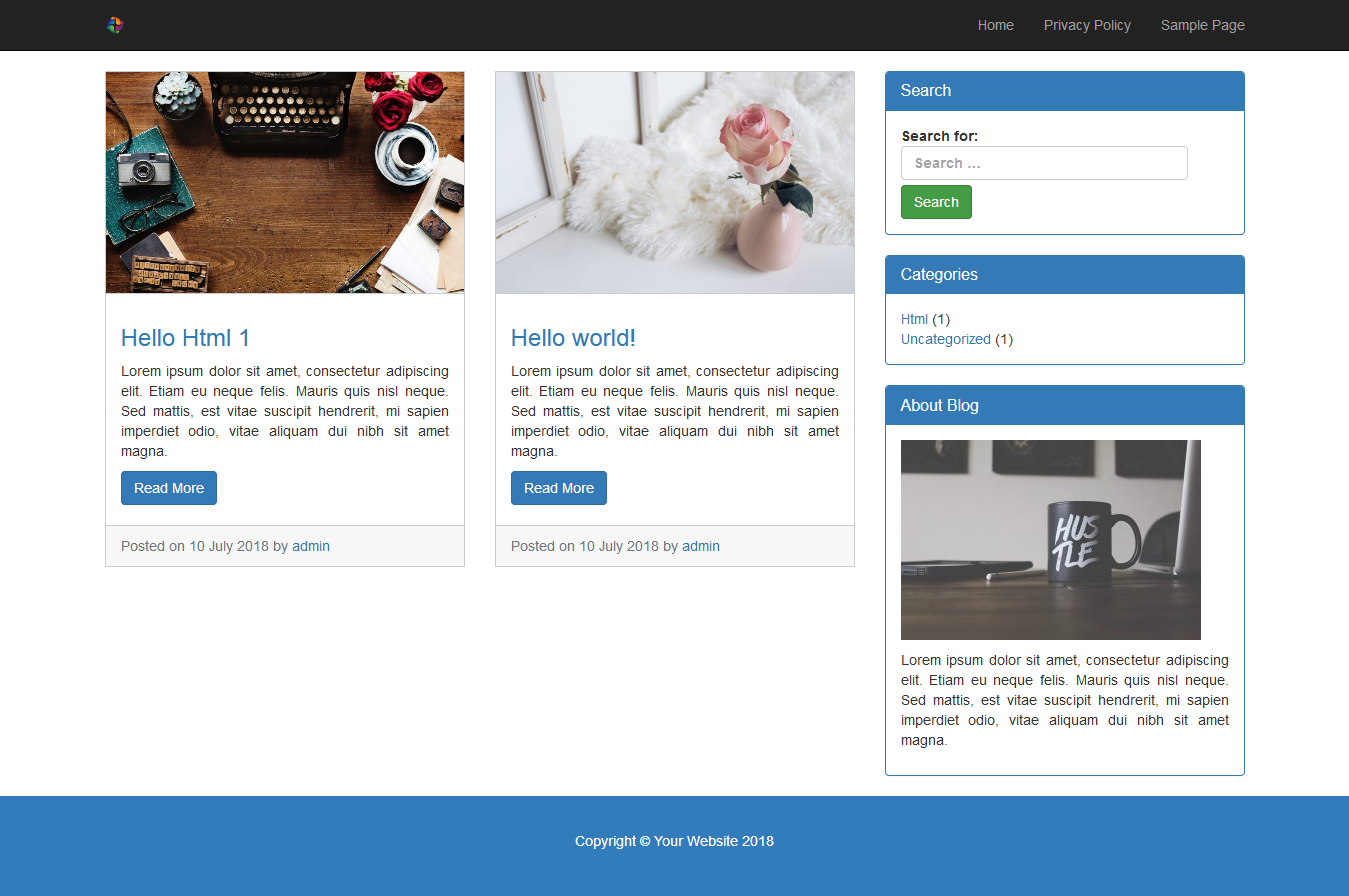 Home
Privacy Policy
Sample Page
Hello Html 1
Lorem ipsum dolor sit amet, consectetur adipiscing
elit. Etiam eu neque felis. Mauris quis nisl neque.
Sed mattis, est vitae suscipit hendrerit, mi sapien
imperdiet odio, vitae aliquam dui nibh sit amet
magna.
Read More
Posted on 10 July 2018 by admin
Hello world!
Lorem ipsum dolor sit amet, consectetur adipiscing
elit. Etiam eu neque felis. Mauris quis nisl neque.
Sed mattis, est vitae suscipit hendrerit, mi sapien
imperdiet odio, vitae aliquam dui nibh sit amet
magna.
Read More
Posted on 10 July 2018 by admin
Search
Search for:
Search …
Search
Categories
Html (1)
Uncategorized (1)
About Blog
HUS
TLE
Lorem ipsum dolor sit amet, consectetur adipiscing
elit. Etiam eu neque felis. Mauris quis nisl neque.
Sed mattis, est vitae suscipit hendrerit, mi sapien
imperdiet odio, vitae aliquam dui nibh sit amet
magna.
Copyright © Your Website 2018